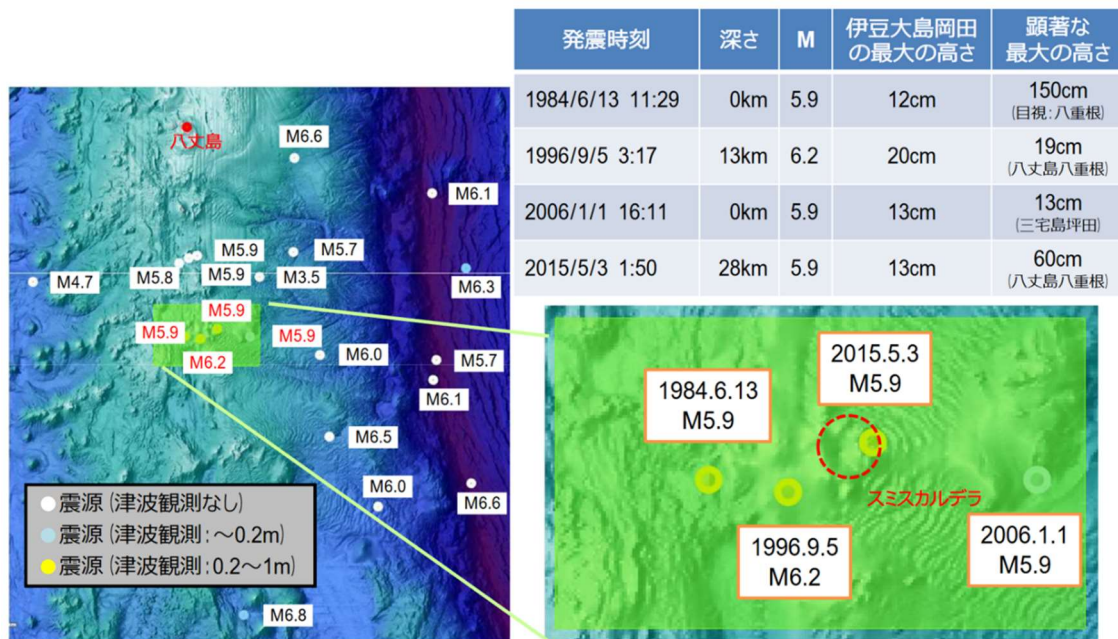 発震時刻 深さ M 伊豆大島岡田の最大の高さ 顕著な最大の高さ
1984/6/13 11:29 0km 5.9 12cm 150cm (目視:八重根)
1996/9/5 3:17 13km 6.2 20cm 19cm (八丈島八重根)
2006/1/1 16:11 0km 5.9 13cm 13cm (三宅島坪田)
2015/5/3 1:50 28km 5.9 13cm 60cm (八丈島八重根)
八丈島
M6.6
M6.1
M5.9
M5.7
M5.8
M5.9
M3.5
M4.7
M6.3
M5.9
M5.9
M5.9
M6.2
M6.0
M5.7
M6.1
M6.5
M6.0
M6.6
M6.8
震源(津波観測なし)
震源(津波観測:~0.2m)
震源(津波観測:0.2~1m)
2015.5.3
M5.9
1984.6.13
M5.9
スミスカルデラ
1996.9.5
M6.2
2006.1.1
M5.9